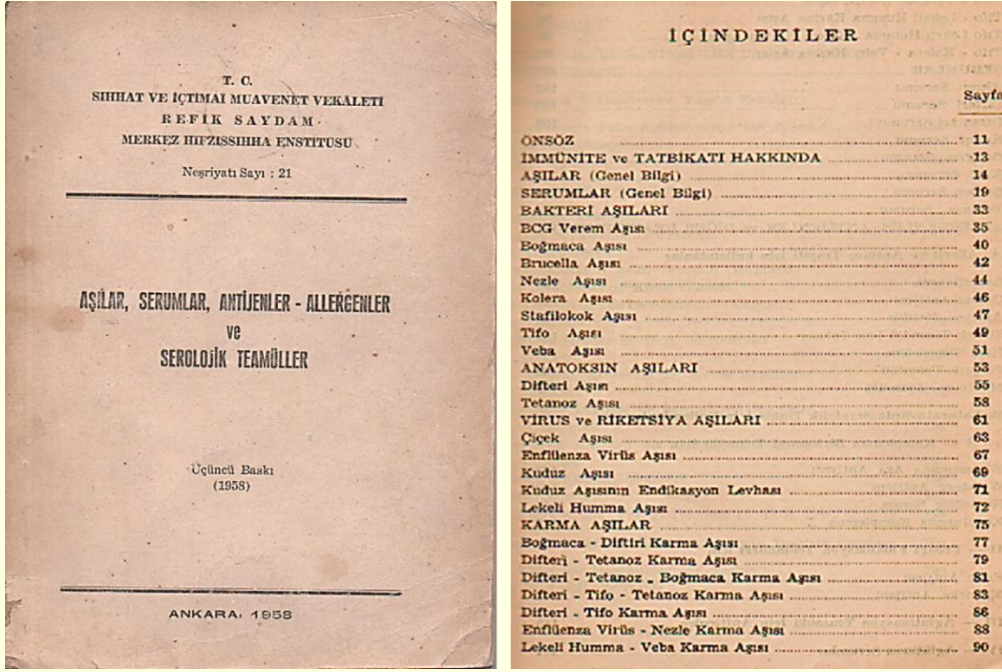 T. C.
SIHHAT VE İÇTİMAİ MUAVENET VEKÂLETİ
REFİK SAYDAM
MERKEZ HIFZISSIHHA ENSTİTÜSÜ
Neşriyatı Sayı : 21
AŞILAR, SERUMLAR, ANTİJENLER - ALLERGENLER
ve
SEROLOJİK TEAMÜLLER
Üçüncü Baskı
(1958)
ANKARA, 1958
İÇİNDEKİLER
Sayfa
ÖNSÖZ 11
İMMÜNİTE ve TATBİKATI HAKKINDA 13
AŞILAR (Genel Bilgi) 14
SERUMLAR (Genel Bilgi) 19
BAKTERİ AŞILARI 33
BCG Verem Aşısı 35
Boğmaca Aşısı 40
Brucella Aşısı 42
Nezle Aşısı 44
Kolera Aşısı 46
Stafilokok Aşısı 47
Tifo Aşısı 49
Veba Aşısı 51
ANATOKSİN AŞILARI 53
Difteri Aşısı 55
Tetanoz Aşısı 58
VİRUS ve RİKETSİYA AŞILARI 61
Çiçek Aşısı 63
Enflüenza Virüs Aşısı 67
Kuduz Aşısı 69
Kuduz Aşısının Endikasyon Levhası 71
Lekeli Humma Aşısı 72
KARMA AŞILAR 75
Boğmaca - Diftiri Karma Aşısı 77
Difteri - Tetanoz Karma Aşısı 79
Difteri - Tetanoz - Boğmaca Karma Aşısı 81
Difteri - Tifo - Tetanoz Karma Aşısı 83
Difteri - Tifo Karma Aşısı 86
Enflüenza Virüs - Nezle Karma Aşısı 88
Lekeli Humma - Veba Karma Aşısı 90